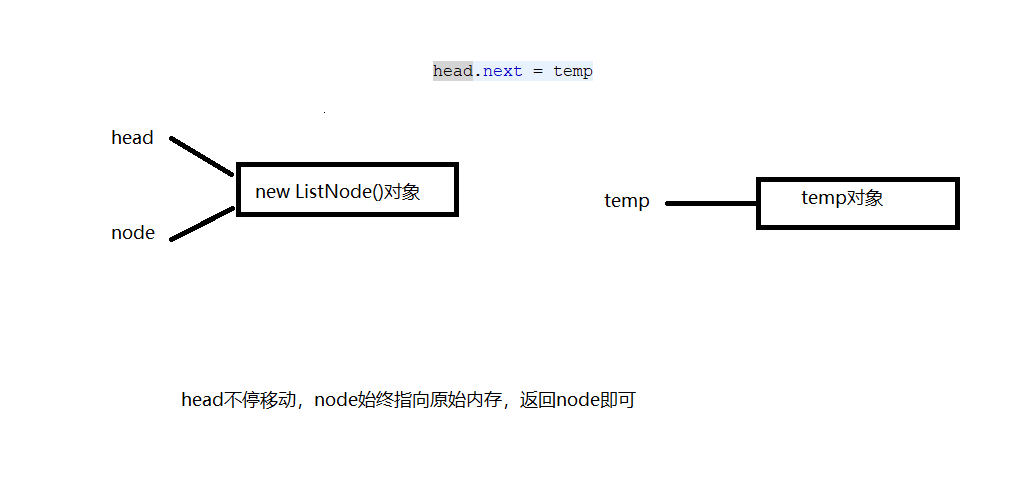 head.next = temp
head
new ListNode()对象
node
temp
temp对象
head不停移动，node始终指向原始内存，返回node即可